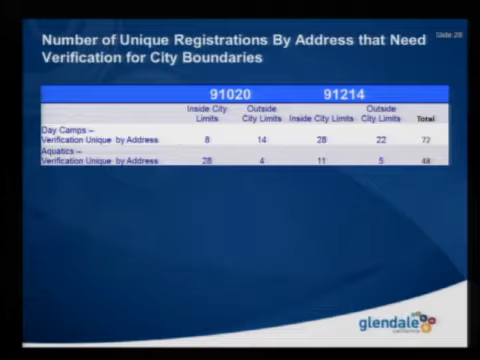 Slide 28
Number of Unique Registrations By Address that Need
Verification for City Boundaries
91020 91214
Inside City Limits Outside City Limits Inside City Limits Outside City Limits Total
Day Camps –
Verification Unique by Address 8 14 28 22 72
Aquatics –
Verification Unique by Address 28 4 11 5 48
glendale